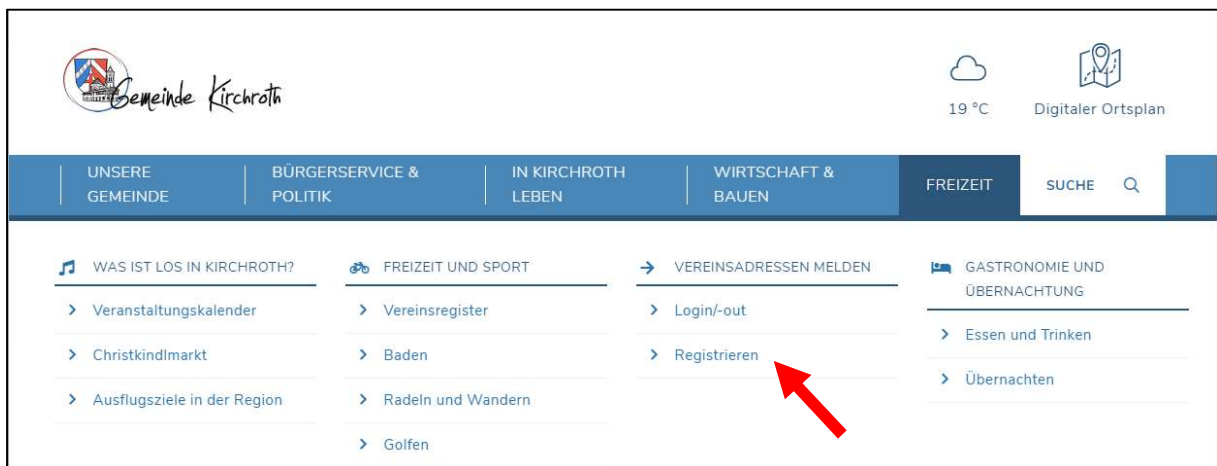 Gemeinde Kirchroth
19 °C
Digitaler Ortsplan
UNSERE
GEMEINDE
BÜRGERSERVICE &
POLITIK
IN KIRCHROTH
LEBEN
WIRTSCHAFT &
BAUEN
FREIZEIT
SUCHE
WAS IST LOS IN KIRCHROTH?
Veranstaltungskalender
Christkindlmarkt
Ausflugsziele in der Region
FREIZEIT UND SPORT
Vereinsregister
Baden
Radeln und Wandern
Golfen
VEREINSADRESSEN MELDEN
Login/-out
Registrieren
GASTRONOMIE UND
ÜBERNACHTUNG
Essen und Trinken
Übernachten